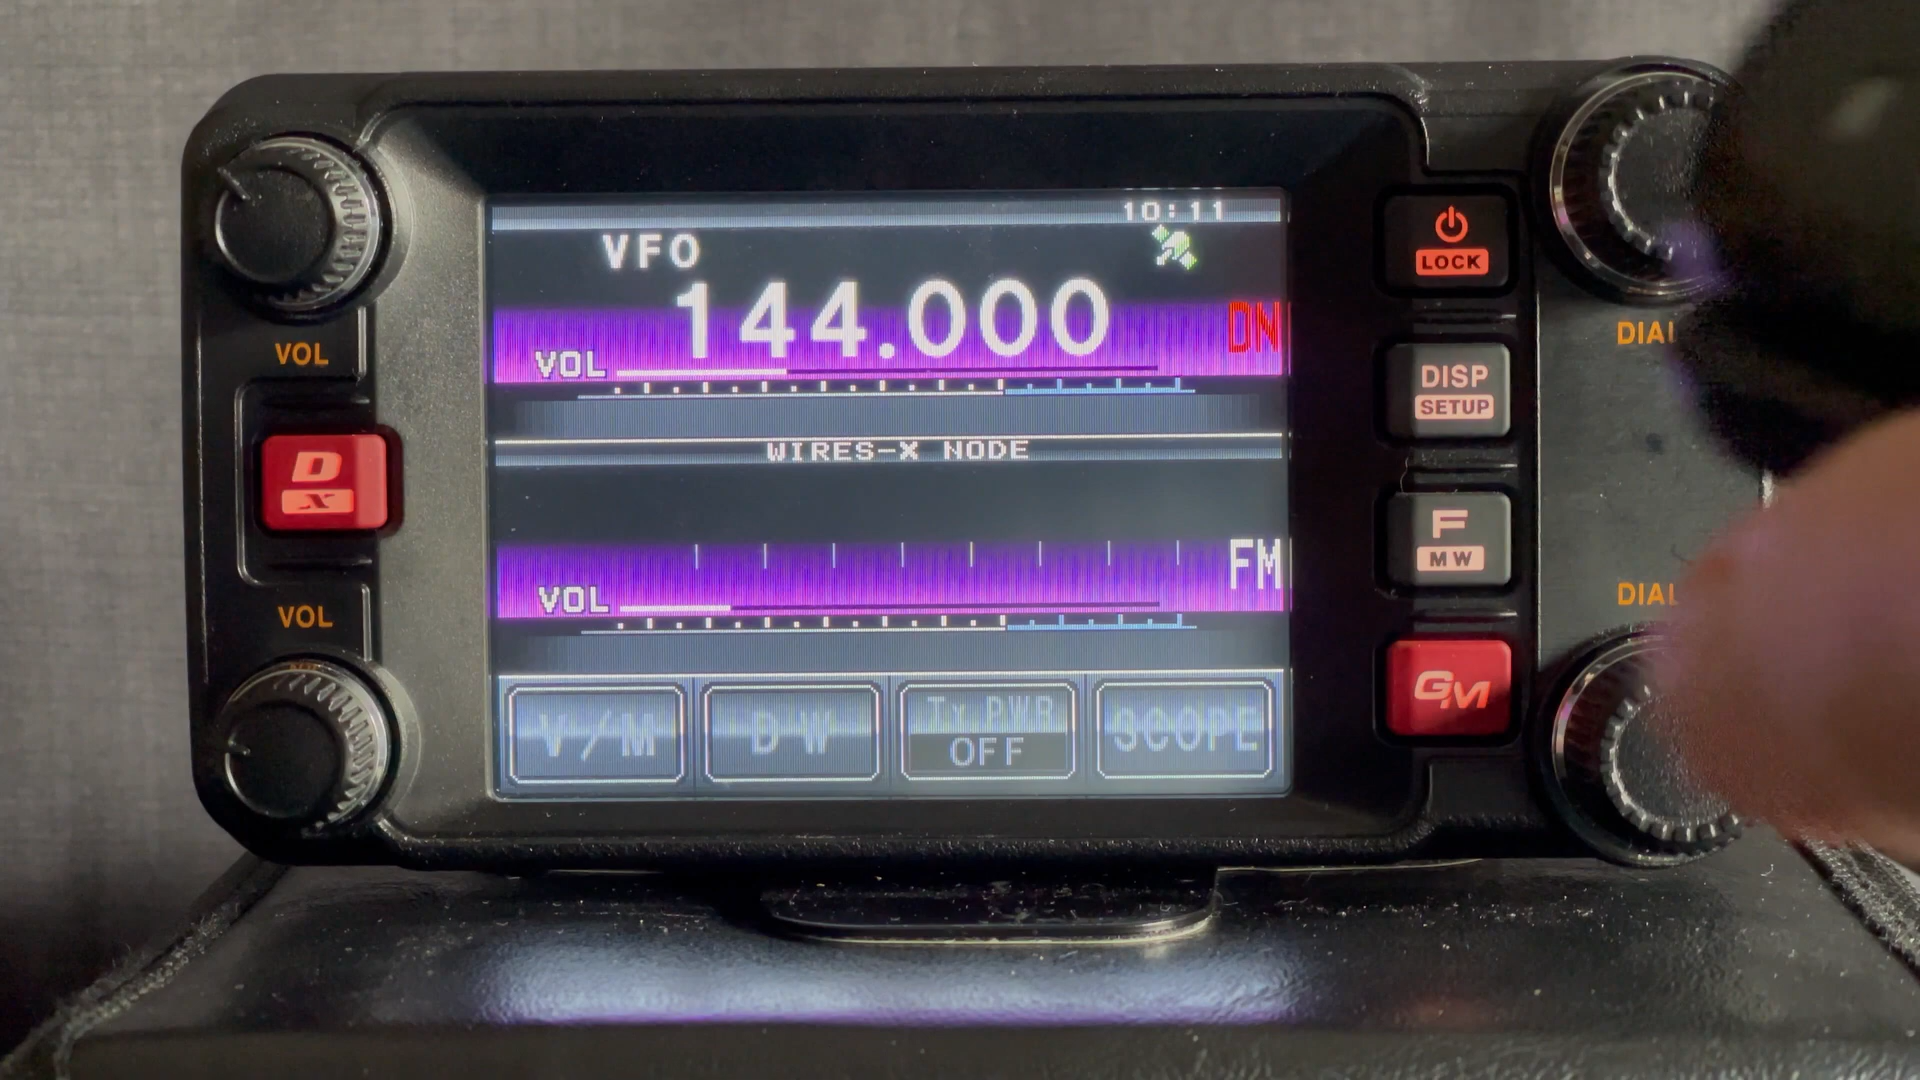 10:11
VFO
144.000
DN
VOL
WIRES-X NODE
FM
VOL
V/M
D W
Tx PWR
OFF
SCOPE
VOL
D
X
VOL
LOCK
DISP
SETUP
F
MW
GM
DIAL
DIAL